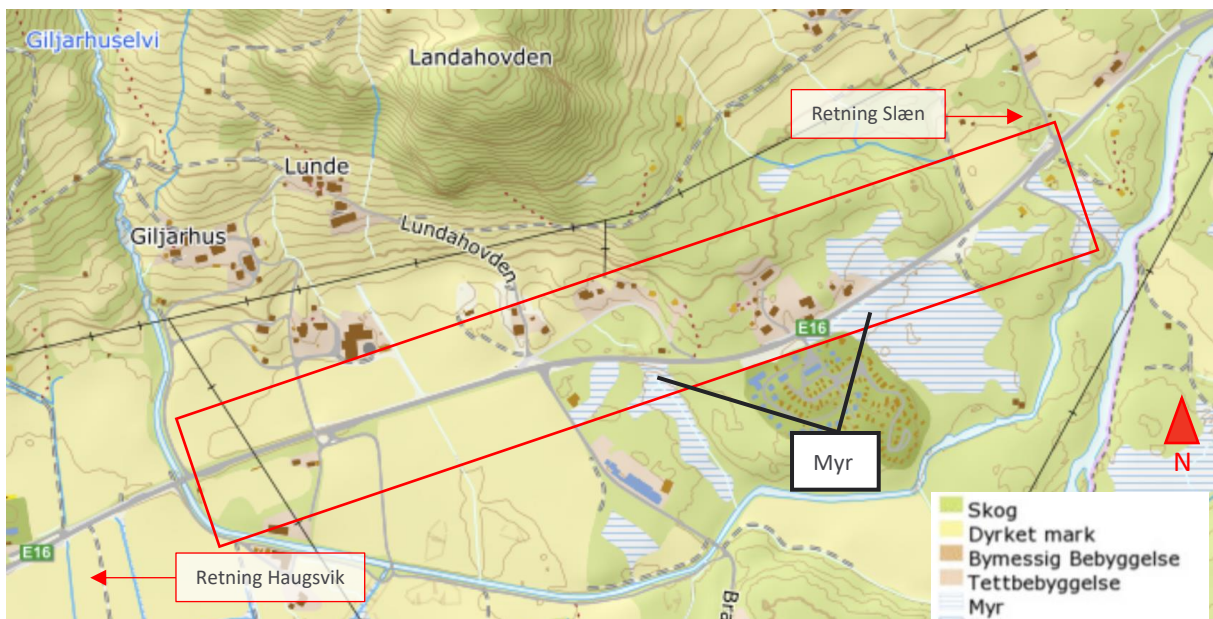 Giljarhuselvi
Landahovden
Retning Slæn
Lunde
Giljarhus
Lundahovden
E16
Myr
N
E16
Retning Haugsvik
Bra
Skog
Dyrket mark
Bymessig Bebyggelse
Tettbebyggelse
Myr